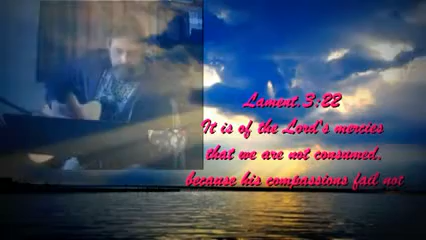 Lament.3:22
It is of the Lord's mercies
that we are not consumed,
because his compassions fail not